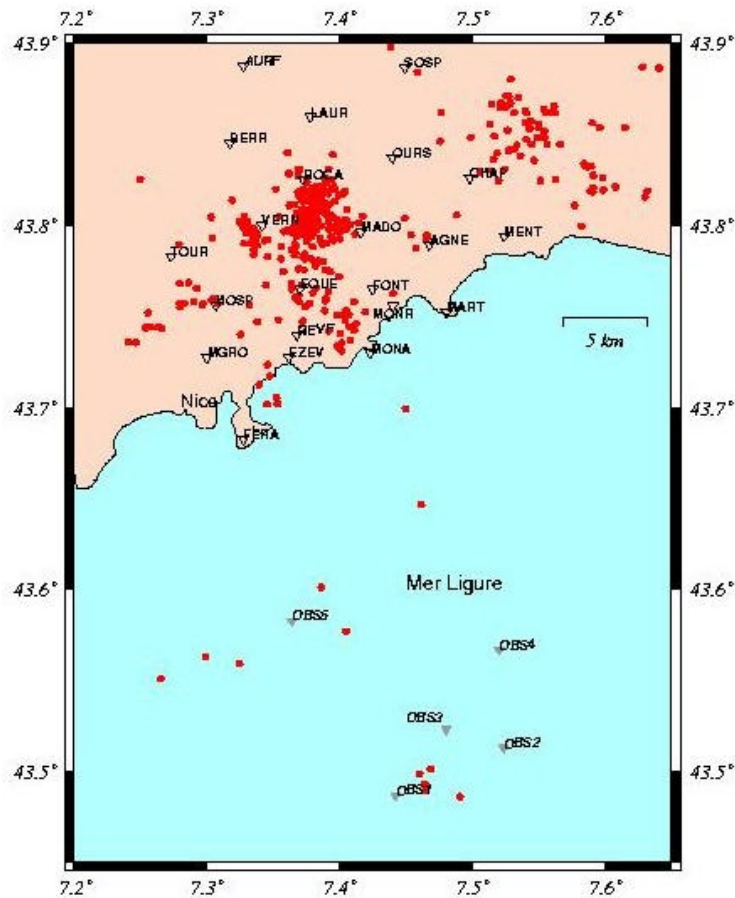 7.2° 7.3° 7.4° 7.5° 7.6°
43.9° 43.9°
AURF SOSP
LAUR
BERR OURS
ROCA CHAP
43.8° VERN MADO 43.8°
AGNE MENT
TOUR
EQUE FONT
MOSP MONR MART
REVE 5 km
MGRO EZEV MONA
43.7° Nice 43.7°
FERA
43.6° Mer Ligure 43.6°
OBS5
OBS4
OBS3
OBS2
43.5° 43.5°
OBS1
7.2° 7.3° 7.4° 7.5° 7.6°